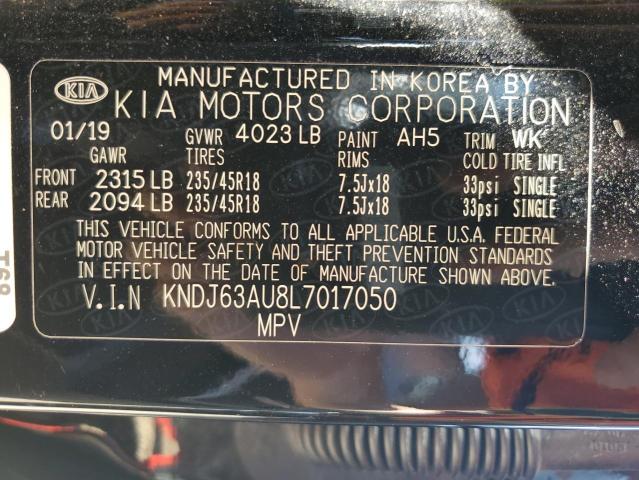 KIA MANUFACTURED IN KOREA BY
KIA MOTORS CORPORATION
01/19 GVWR 4023 LB PAINT AH5 TRIM WK
GAWR TIRES RIMS COLD TIRE INFL
FRONT 2315 LB 235/45R18 7.5Jx18 33psi SINGLE
REAR 2094 LB 235/45R18 7.5Jx18 33psi SINGLE
THIS VEHICLE CONFORMS TO ALL APPLICABLE U.S.A. FEDERAL
MOTOR VEHICLE SAFETY AND THEFT PREVENTION STANDARDS
IN EFFECT ON THE DATE OF MANUFACTURE SHOWN ABOVE.
V.I.N KNDJ63AU8L7017050
MPV